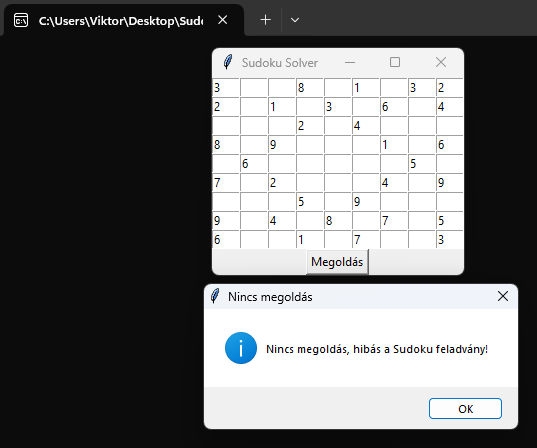 C:\Users\Viktor\Desktop\Sud
Sudoku Solver
3 8 1 3 2
2 1 3 6 4
2 4
8 9 1 6
6 5
7 2 4 9
5 9
9 4 8 7 5
6 1 7 3
Megoldás
Nincs megoldás
Nincs megoldás, hibás a Sudoku feladvány!
OK